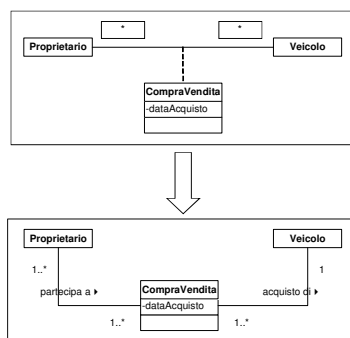 * *
Proprietario Veicolo
CompraVendita
-dataAcquisto
Proprietario Veicolo
1..* 1
partecipa a CompraVendita acquisto di
-dataAcquisto
1..* 1..*